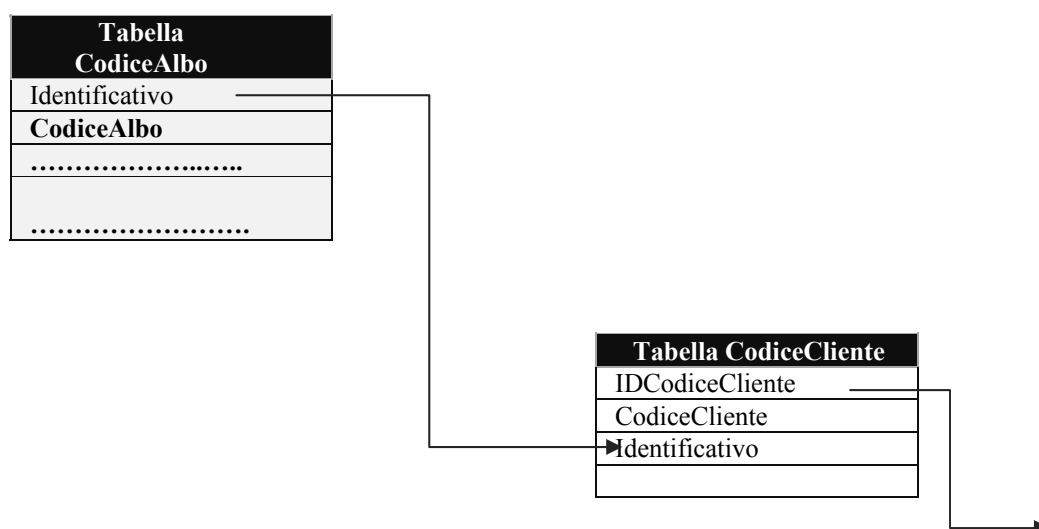 Tabella
CodiceAlbo
Identificativo
CodiceAlbo
………………...…..
…………………….
Tabella CodiceCliente
IDCodiceCliente
CodiceCliente
Identificativo